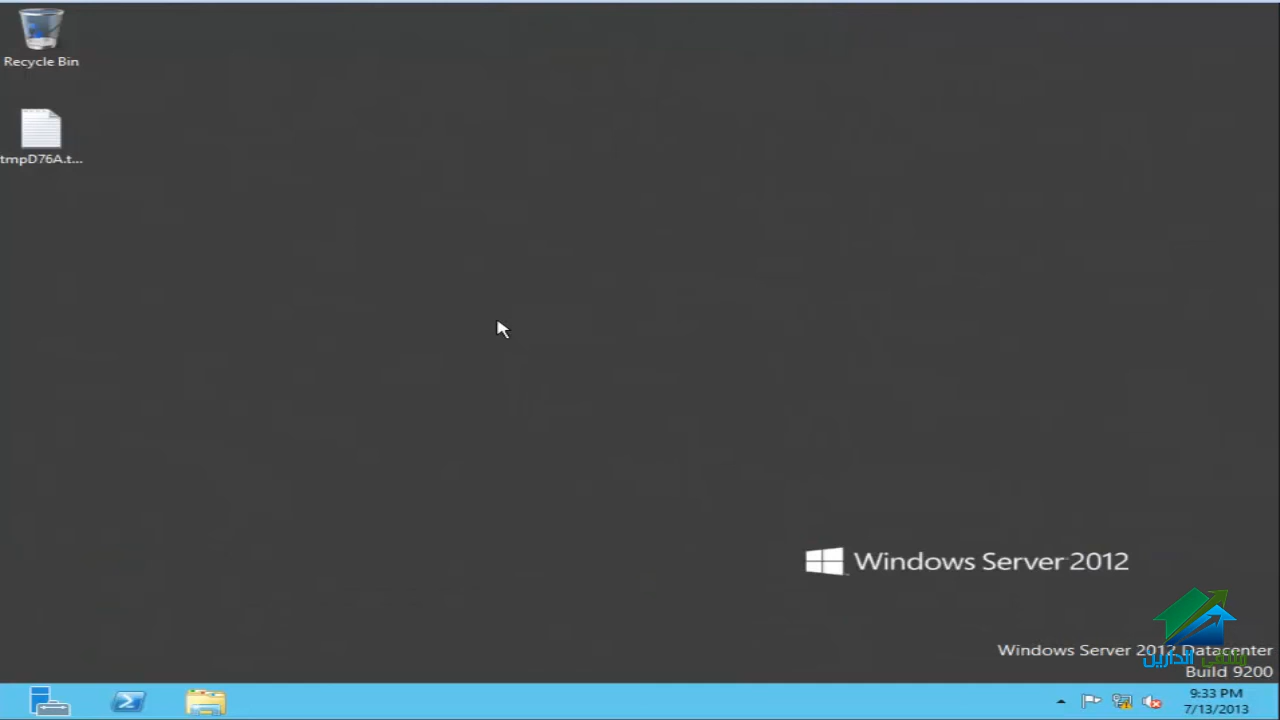 Recycle Bin
tmpD76A.t...
Windows Server 2012
Windows Server 2012 Datacenter
Build 9200
9:33 PM
7/13/2013